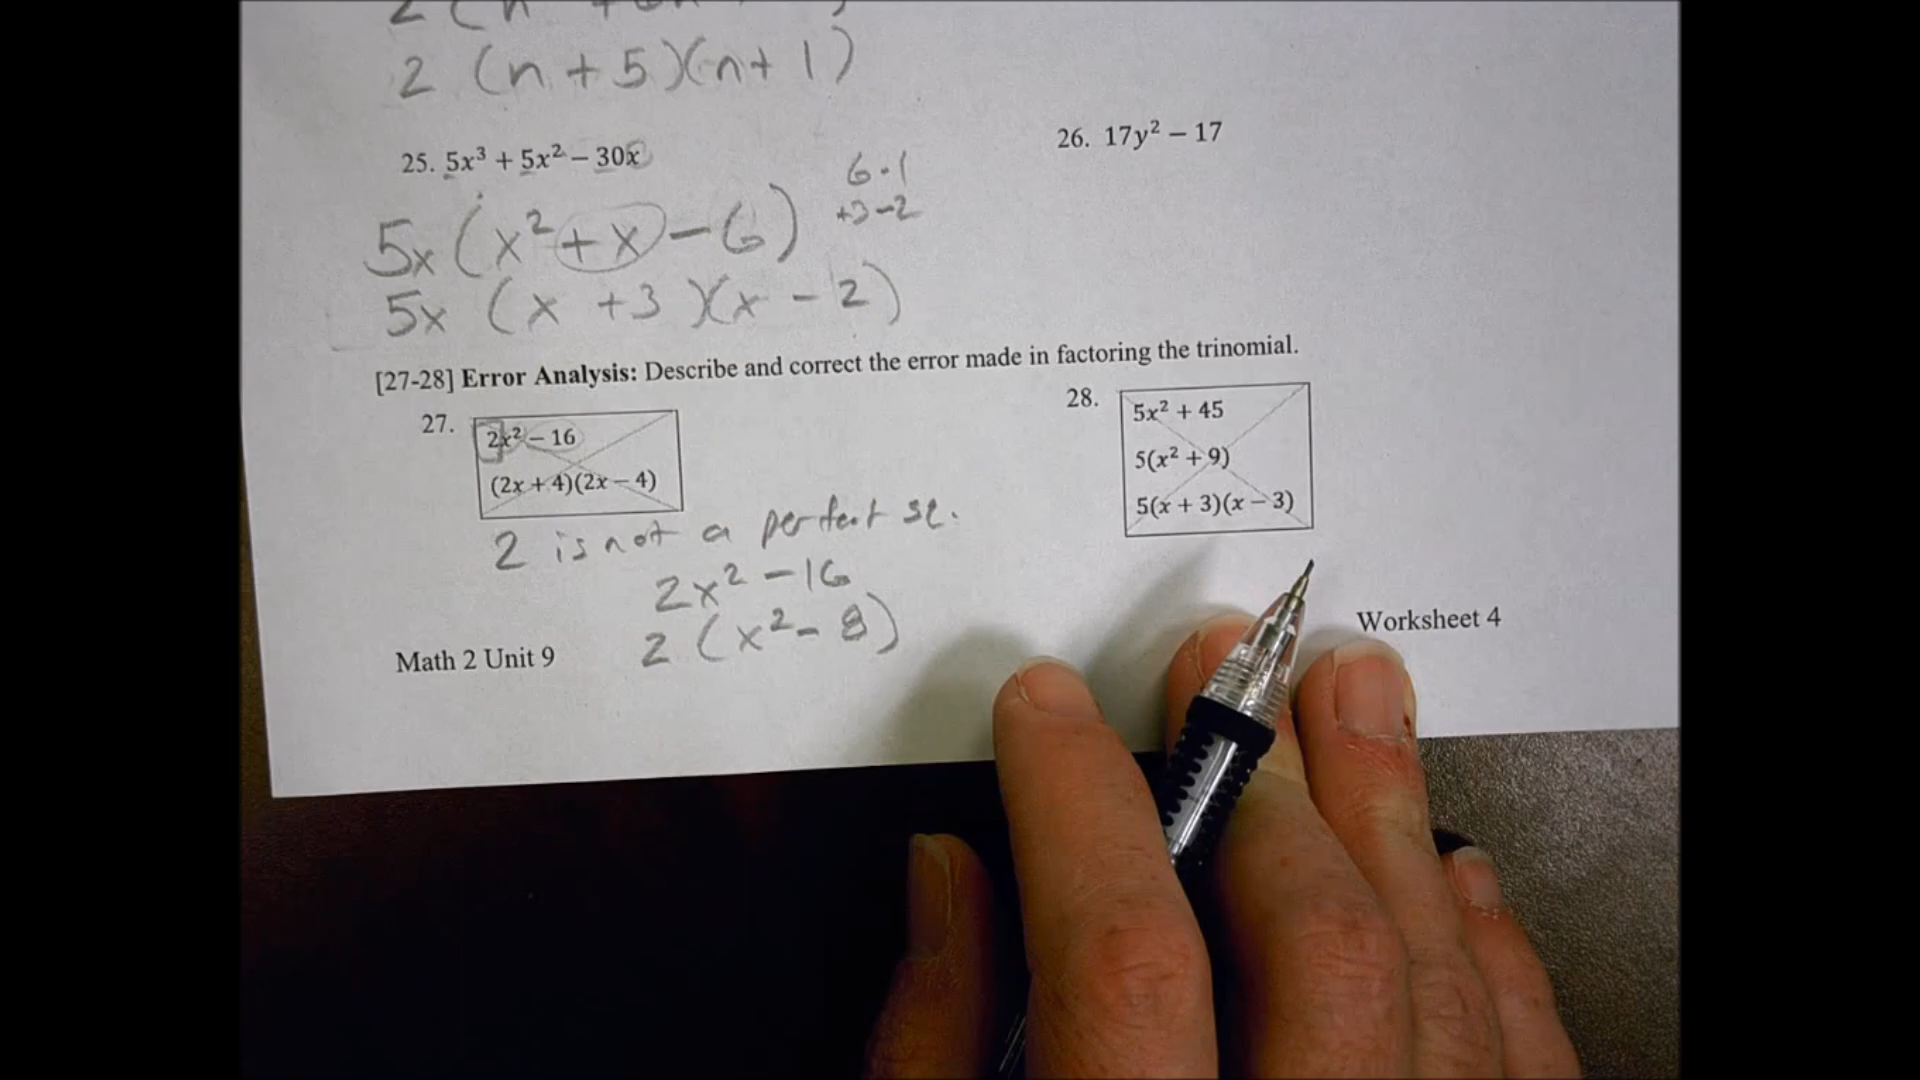 2 (n
2 (n + 5)(n + 1)
25. 5x³ + 5x² – 30x
26. 17y² – 17
6·1
+3 –2
5x (x² + x – 6)
5x (x + 3)(x – 2)
[27-28] Error Analysis: Describe and correct the error made in factoring the trinomial.
27.
2x² – 16
(2x + 4)(2x – 4)
28.
5x² + 45
5(x² + 9)
5(x + 3)(x – 3)
2 is not a perfect sq.
2x² – 16
2 (x² – 8)
Math 2 Unit 9
Worksheet 4